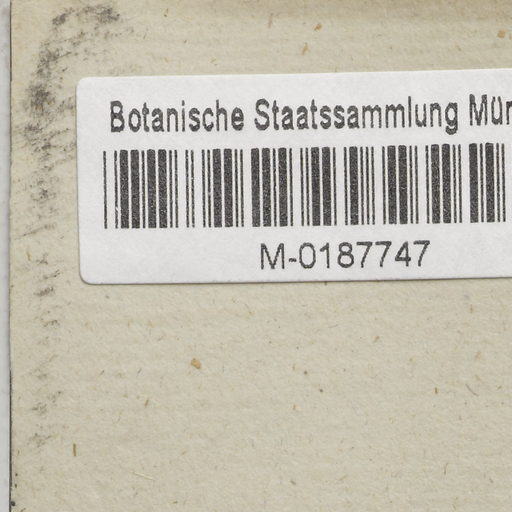 Botanische Staatssammlung Mün
M-0187747